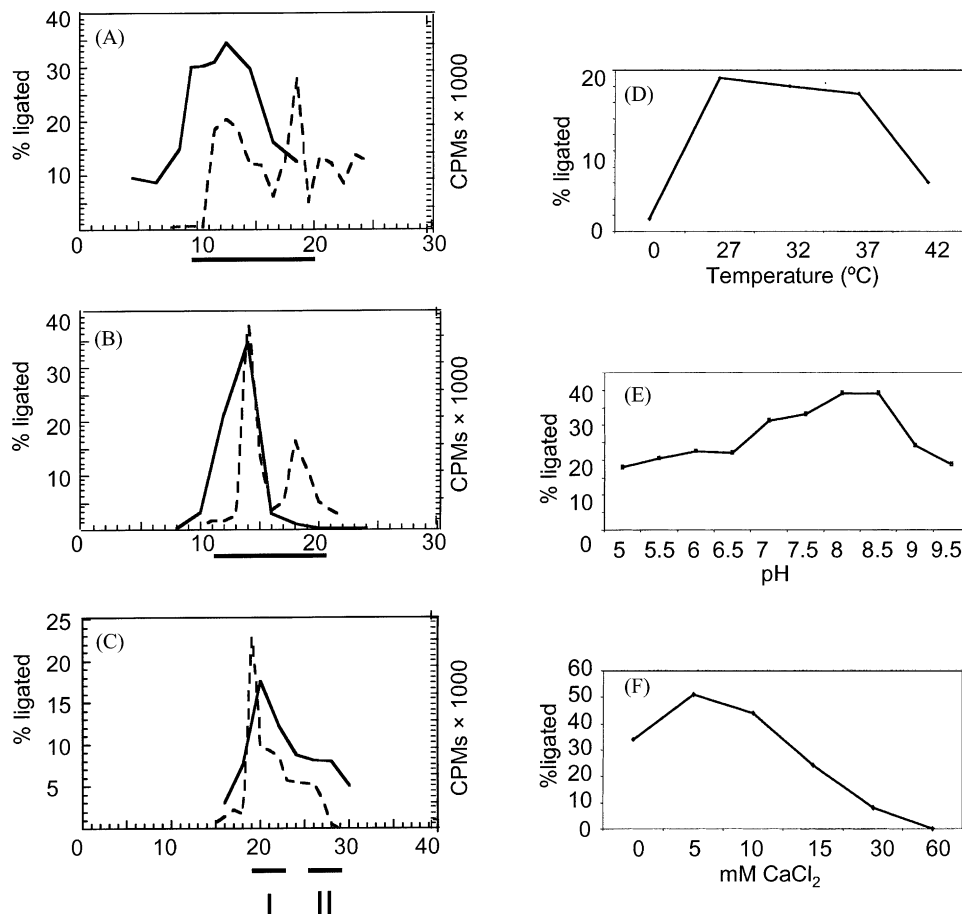 (A)
40
30
20
10
% ligated
CPMs × 1000
0 10 20 30
(B)
40
30
20
10
% ligated
CPMs × 1000
0 10 20 30
(C)
25
20
15
10
5
% ligated
CPMs × 1000
0 10 20 30 40
I II
(D)
20
10
0
% ligated
0 27 32 37 42
Temperature (ºC)
(E)
40
30
20
10
0
% ligated
5 5.5 6 6.5 7 7.5 8 8.5 9 9.5
pH
(F)
60
50
40
30
20
10
0
%ligated
0 5 10 15 30 60
mM CaCl₂